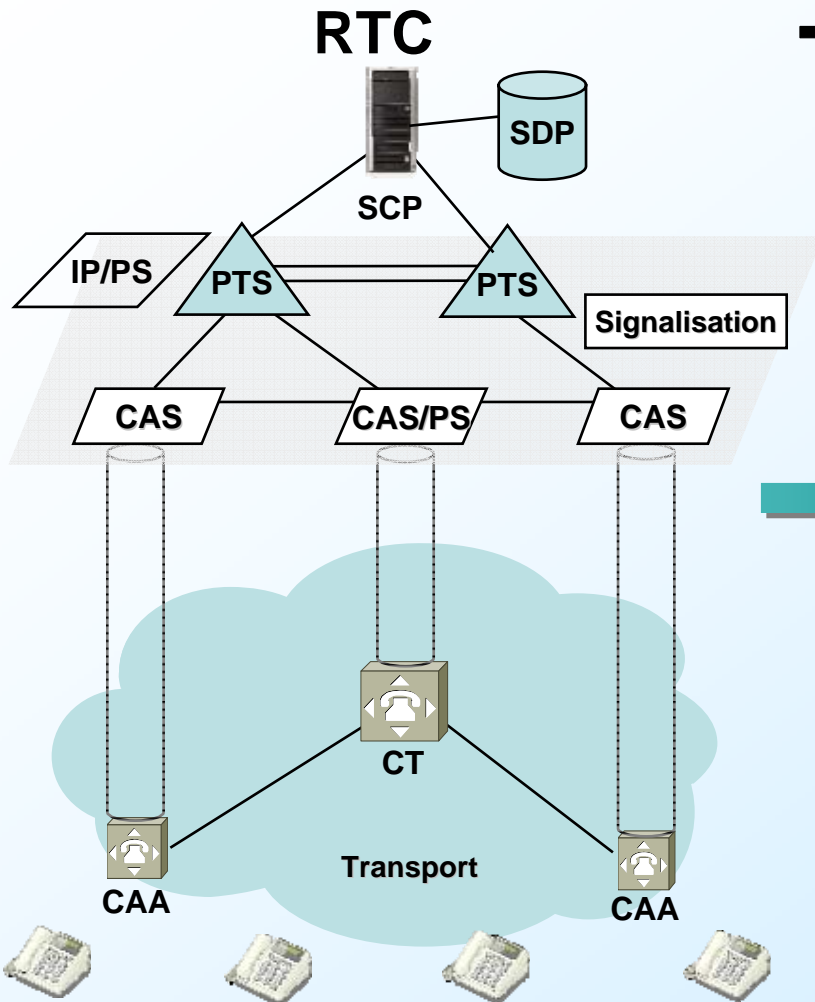 RTC
SDP
SCP
IP/PS
PTS
PTS
Signalisation
CAS
CAS/PS
CAS
CT
Transport
CAA
CAA